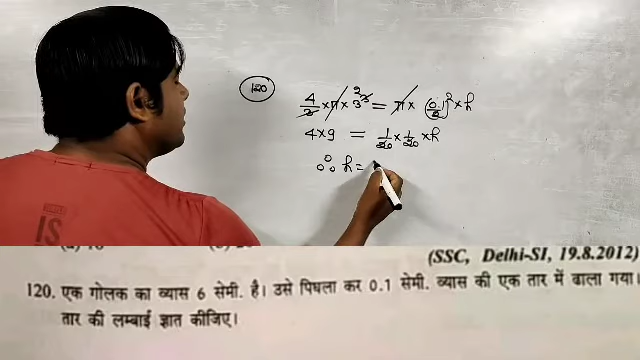 120
4/3 × π × 3³ = π × (0.1/2)² × h
4×9 = 1/20 × 1/20 × h
∴ h =
IS
(SSC, Delhi-SI, 19.8.2012)
120. एक गोलक का व्यास 6 सेमी. है। उसे पिघला कर 0.1 सेमी. व्यास की एक तार में ढाला गया।
तार की लम्बाई ज्ञात कीजिए।